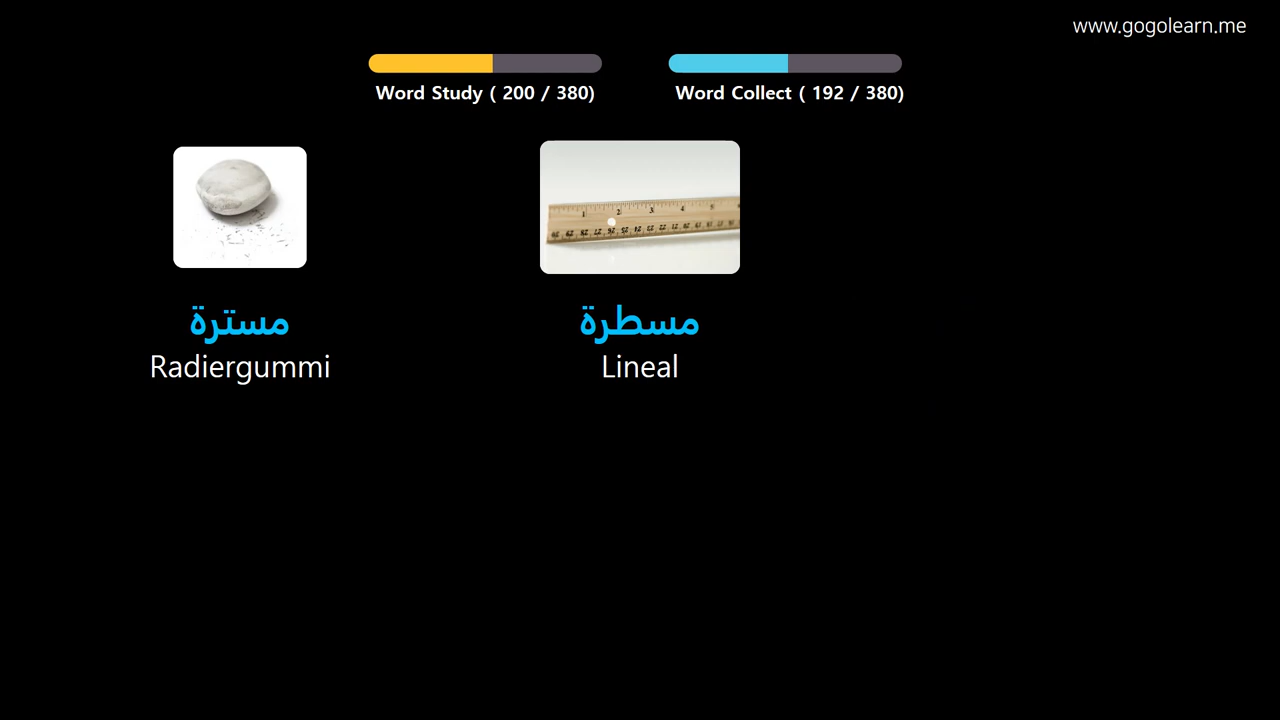 www.gogolearn.me
Word Study ( 200 / 380)
Word Collect ( 192 / 380)
مسترة
Radiergummi
مسطرة
Lineal